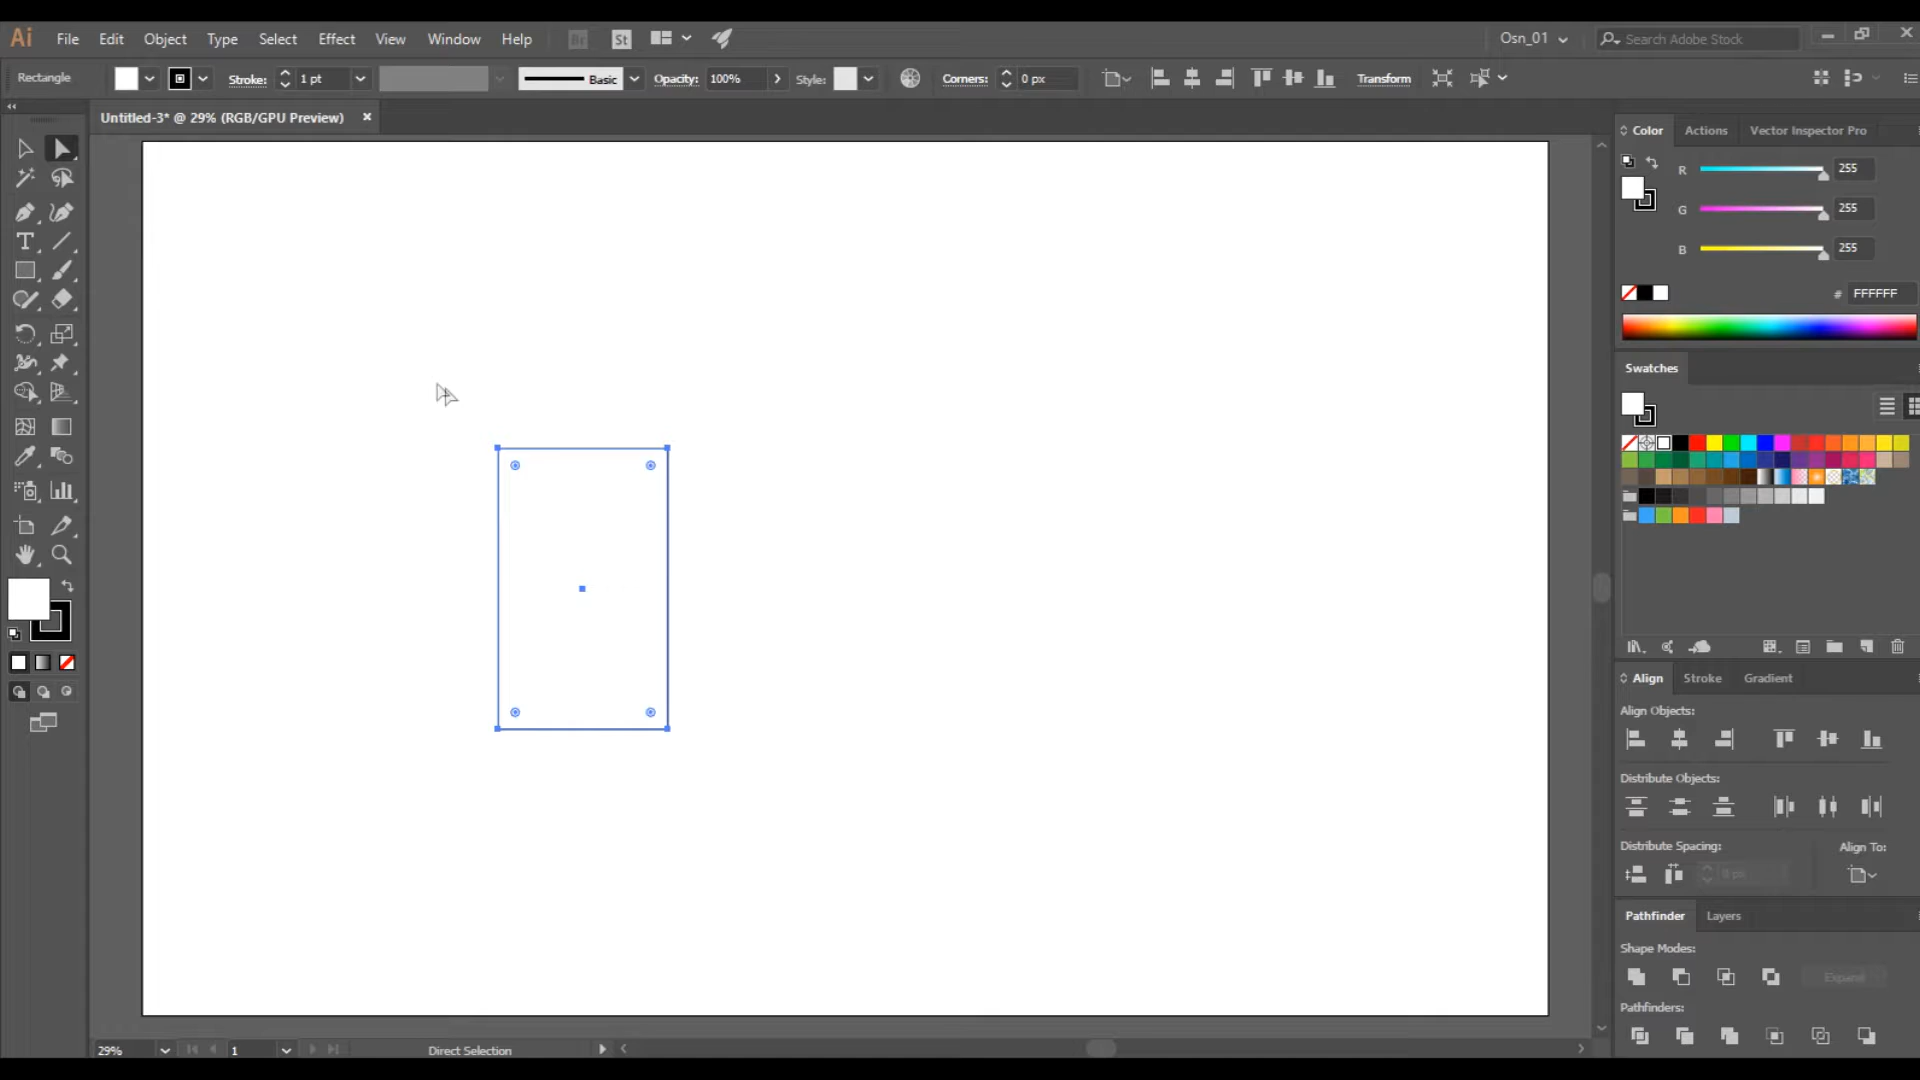 Ai File Edit Object Type Select Effect View Window Help Br St Osn_01 Search Adobe Stock
Rectangle Stroke: 1 pt Basic Opacity: 100% Style: Corners: 0 px Transform
Untitled-3* @ 29% (RGB/GPU Preview)
Color Actions Vector Inspector Pro
R 255
G 255
B 255
# FFFFFF
Swatches
Align Stroke Gradient
Align Objects:
Distribute Objects:
Distribute Spacing: Align To:
0 px
Pathfinder Layers
Shape Modes:
Expand
Pathfinders:
29% 1 Direct Selection